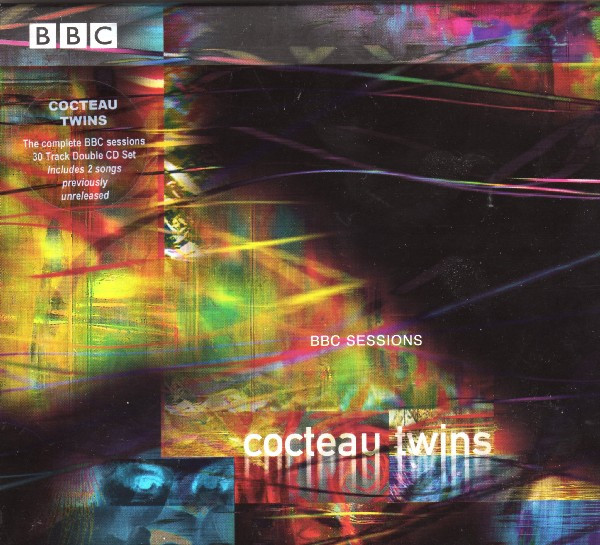 BBC
COCTEAU
TWINS
The complete BBC sessions
30 Track Double CD Set
Includes 2 songs
previously
unreleased
BBC SESSIONS
cocteau twins